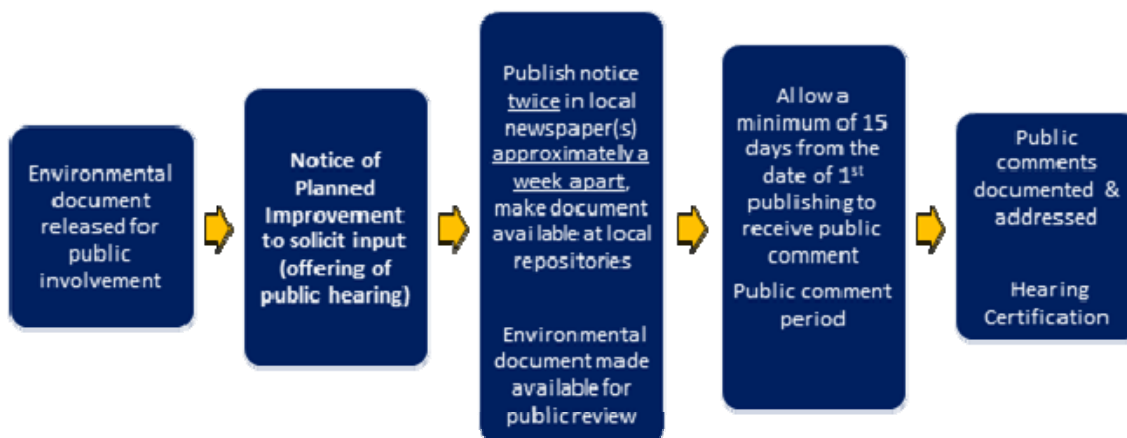 Environmental
document
released for
public
involvement
Notice of
Planned
Improvement
to solicit input
(offering of
public hearing)
Publish notice
twice in local
newspaper(s)
approximately a
week apart,
make document
available at local
repositories
Environmental
document made
available for
public review
Allow a
minimum of 15
days from the
date of 1st
publishing to
receive public
comment
Public comment
period
Public
comments
documented &
addressed
Hearing
Certification